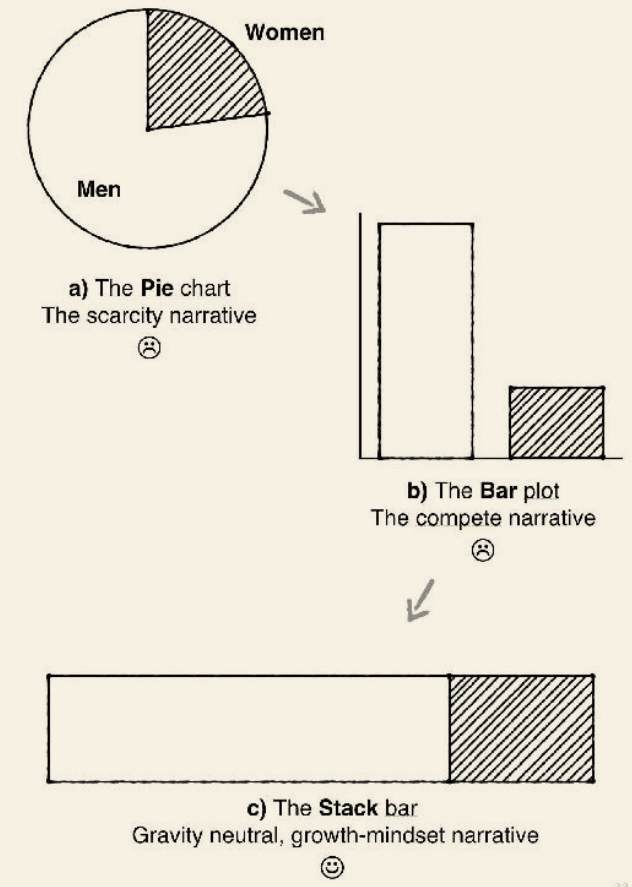 Women
Men
a) The Pie chart
The scarcity narrative
b) The Bar plot
The compete narrative
c) The Stack bar
Gravity neutral, growth-mindset narrative